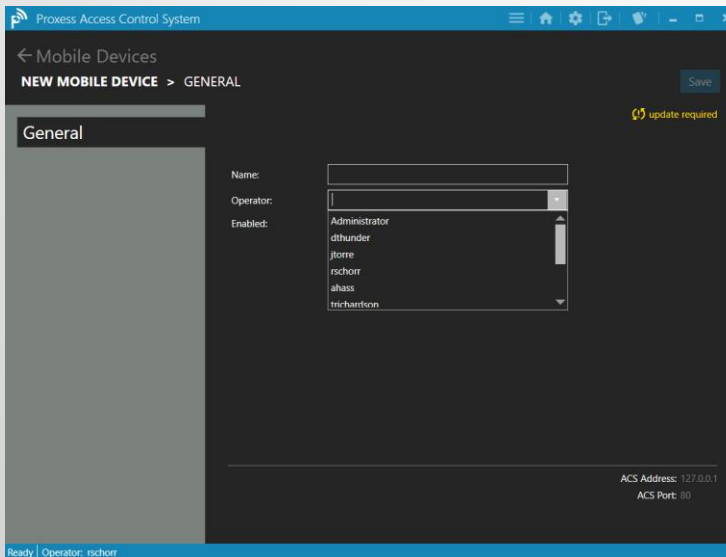 Proxess Access Control System
Mobile Devices
NEW MOBILE DEVICE > GENERAL
Save
update required
General
Name:
Operator:
Enabled:
Administrator
dthunder
jtorre
rschorr
ahass
trichardson
ACS Address: 127.0.0.1
ACS Port: 80
Ready Operator: rschorr